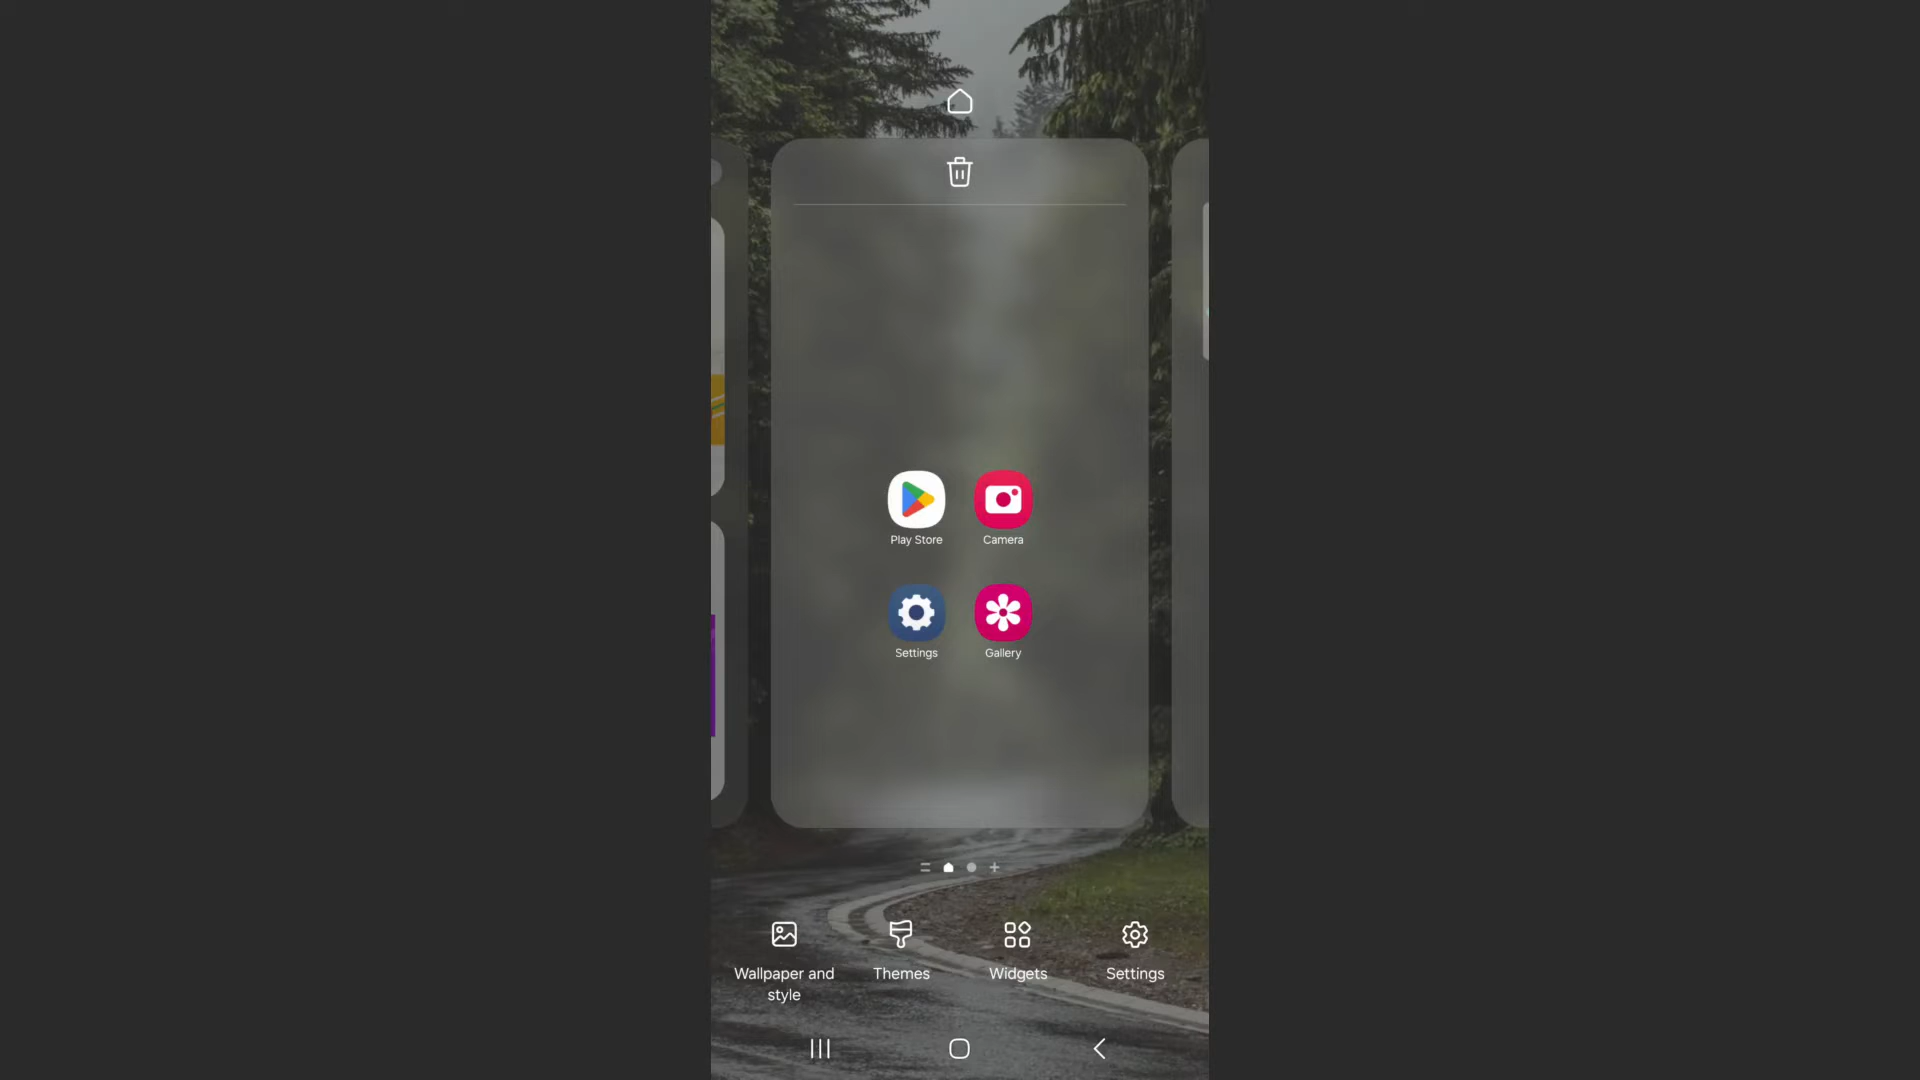 Play Store
Camera
Settings
Gallery
Wallpaper and
style
Themes
Widgets
Settings